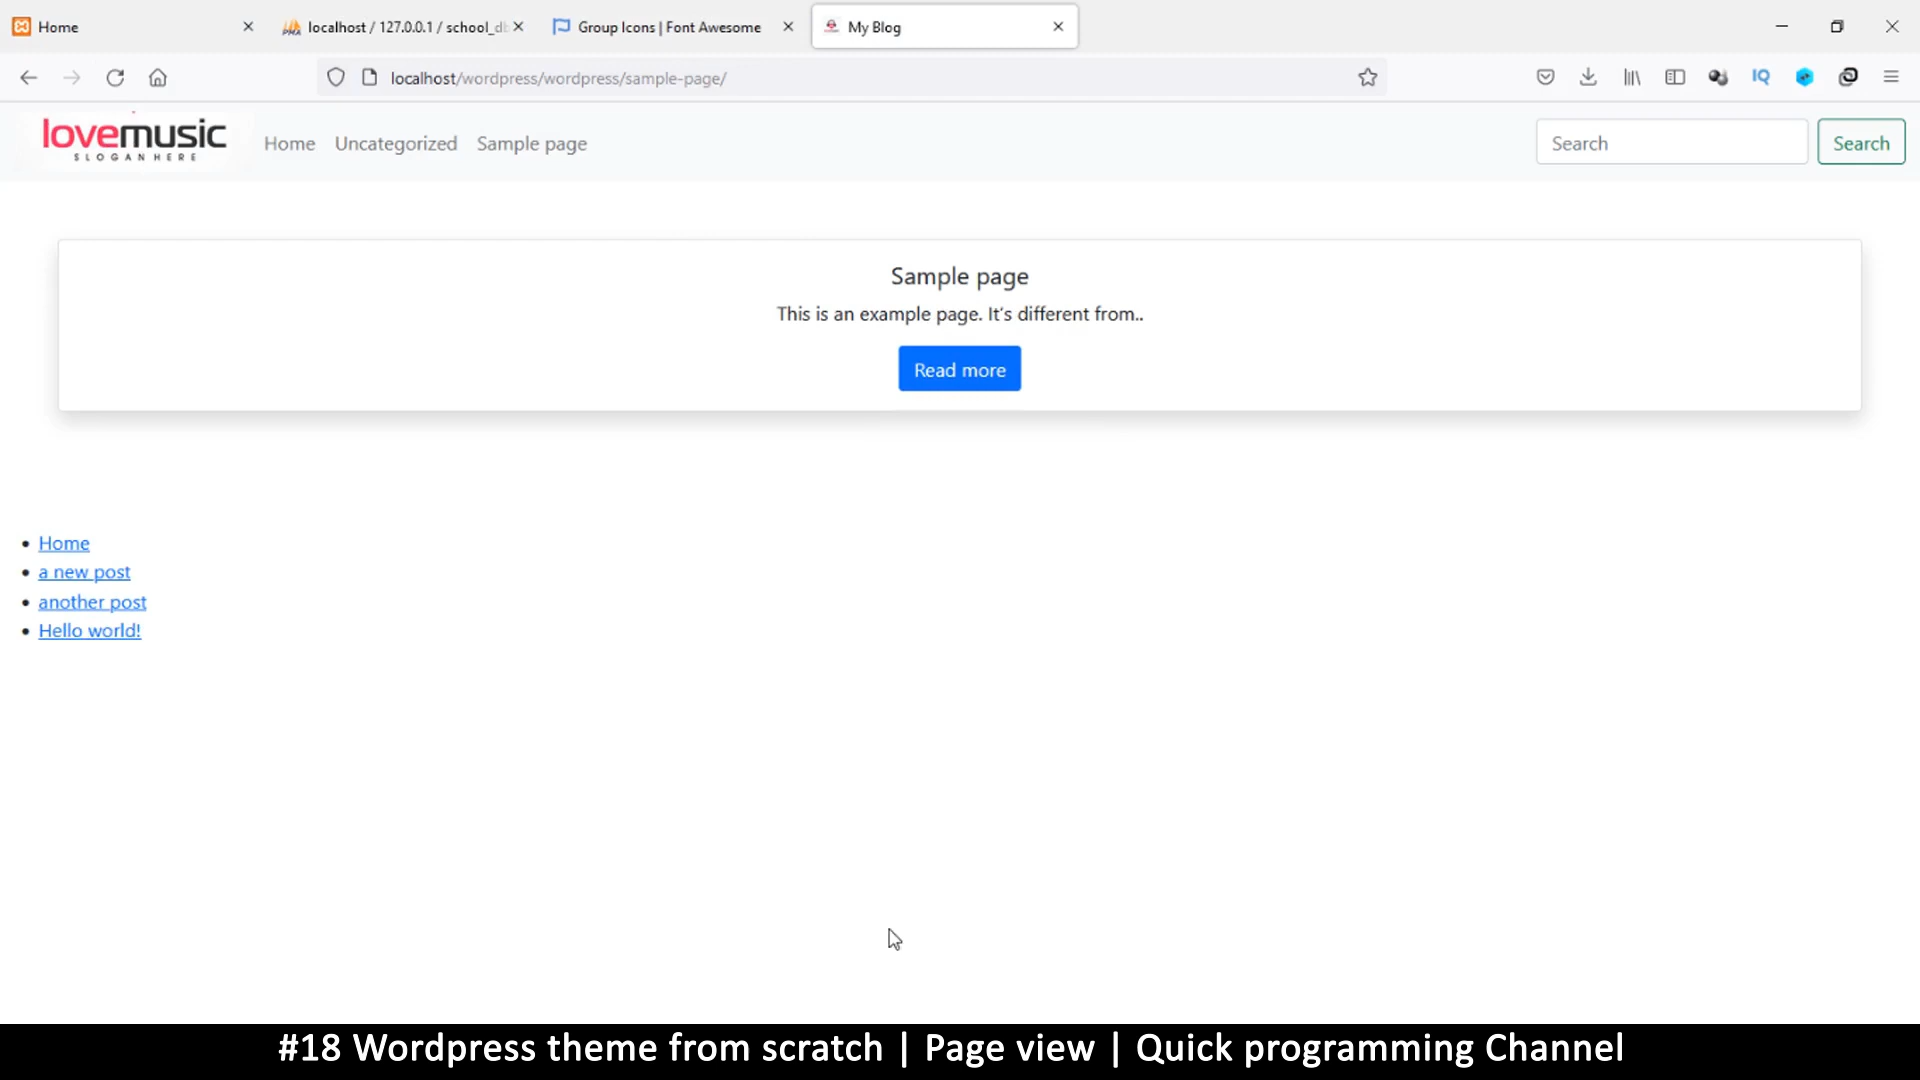 Home
localhost / 127.0.0.1 / school_db
Group Icons | Font Awesome
My Blog
localhost/wordpress/wordpress/sample-page/
IQ
lovemusic
SLOGAN HERE
Home
Uncategorized
Sample page
Search
Search
Sample page
This is an example page. It's different from..
Read more
Home
a new post
another post
Hello world!
#18 Wordpress theme from scratch | Page view | Quick programming Channel